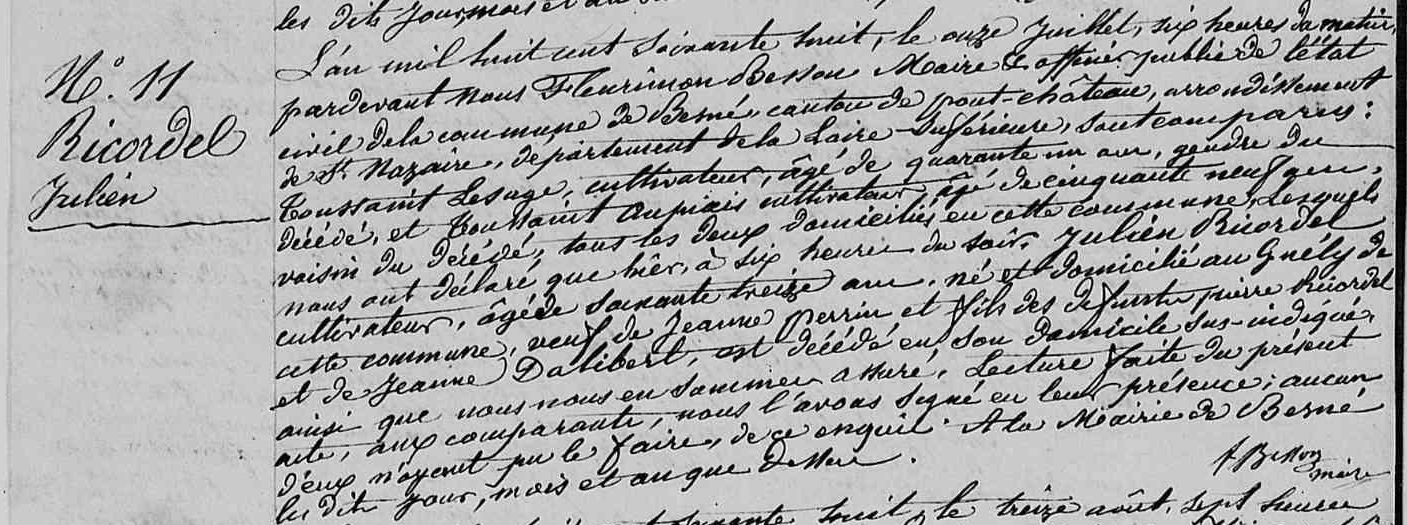 les dits jour, mois et an
N°. 11
Ricordel
Julien
L'an mil huit cent soixante huit, le onze Juillet, six heures du matin,
pardevant nous Fleurimon Besson Maire & officier public de l'état
civil de la commune de Besné, canton de pont-château, arrondissement
de St Nazaire, département de la Loire-Inférieure, sont comparus:
Toussaint Lesage, cultivateur, âgé de quarante un ans, gendre du
décédé, et Toussaint Aupiais cultivateur, âgé de cinquante neuf ans,
voisin du décédé, tous les deux domiciliés en cette commune, Lesquels
nous ont déclaré que hier, à six heures du soir, Julien Ricordel
cultivateur, âgé de soixante treize ans, né et domicilié au Gnély de
cette commune, veuf de Jeanne perrin et fils des defunts pierre Ricordel
et de Jeanne Dalibert, est décédé en son domicile sus-indiqué,
ainsi que nous nous en sommes assuré. Lecture faite du présent
acte, aux comparants, nous l'avons signé en leur présence; aucun
d'eux n'ayant pu le faire, de ce enquis. A la Mairie de Besné
les dits jour, mois et an que dessus.
FBesson
maire
soixante huit, le treize août, sept heures